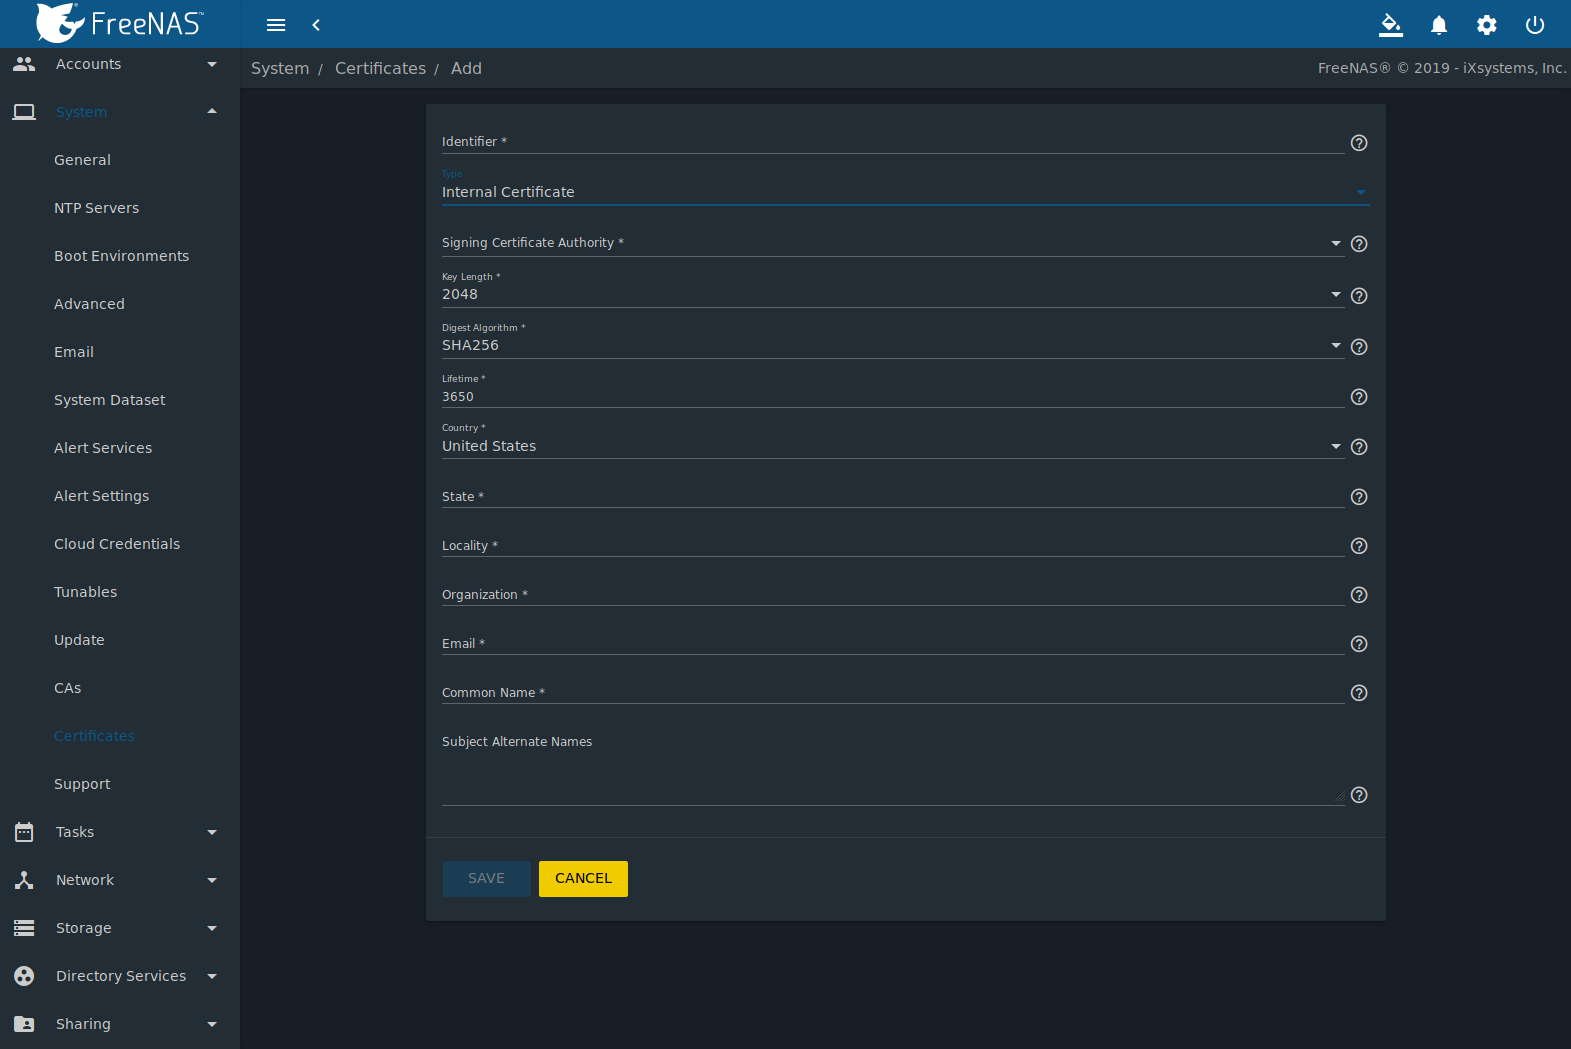 FreeNAS™
Accounts
System
General
NTP Servers
Boot Environments
Advanced
Email
System Dataset
Alert Services
Alert Settings
Cloud Credentials
Tunables
Update
CAs
Certificates
Support
Tasks
Network
Storage
Directory Services
Sharing
System / Certificates / Add
FreeNAS® © 2019 - iXsystems, Inc.
Identifier *
Type
Internal Certificate
Signing Certificate Authority *
Key Length *
2048
Digest Algorithm *
SHA256
Lifetime *
3650
Country *
United States
State *
Locality *
Organization *
Email *
Common Name *
Subject Alternate Names
SAVE CANCEL